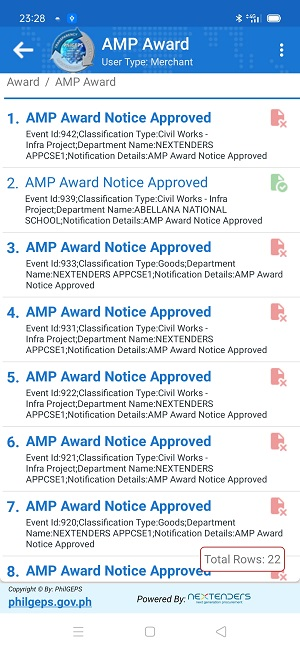 23:28
AMP Award
User Type: Merchant
Award / AMP Award
1. AMP Award Notice Approved
Event Id:942;Classification Type:Civil Works -
Infra Project;Department Name:NEXTENDERS
APPCSE1;Notification Details:AMP Award Notice Approved
2. AMP Award Notice Approved
Event Id:939;Classification Type:Civil Works - Infra
Project;Department Name:ABELLANA NATIONAL
SCHOOL;Notification Details:AMP Award Notice Approved
3. AMP Award Notice Approved
Event Id:933;Classification Type:Goods;Department
Name:NEXTENDERS APPCSE1;Notification Details:AMP Award
Notice Approved
4. AMP Award Notice Approved
Event Id:931;Classification Type:Civil Works -
Infra Project;Department Name:NEXTENDERS
APPCSE1;Notification Details:AMP Award Notice Approved
5. AMP Award Notice Approved
Event Id:922;Classification Type:Civil Works -
Infra Project;Department Name:NEXTENDERS
APPCSE1;Notification Details:AMP Award Notice Approved
6. AMP Award Notice Approved
Event Id:921;Classification Type:Civil Works -
Infra Project;Department Name:NEXTENDERS
APPCSE1;Notification Details:AMP Award Notice Approved
7. AMP Award Notice Approved
Event Id:920;Classification Type:Goods;Department
Name:NEXTENDERS APPCSE1;Notification Details:AMP Award
Notice Approved
Total Rows: 22
8. AMP Award Notice Approved
Copyright © By: PhilGEPS
philgeps.gov.ph
Powered By: NEXTENDERS
next generation procurement